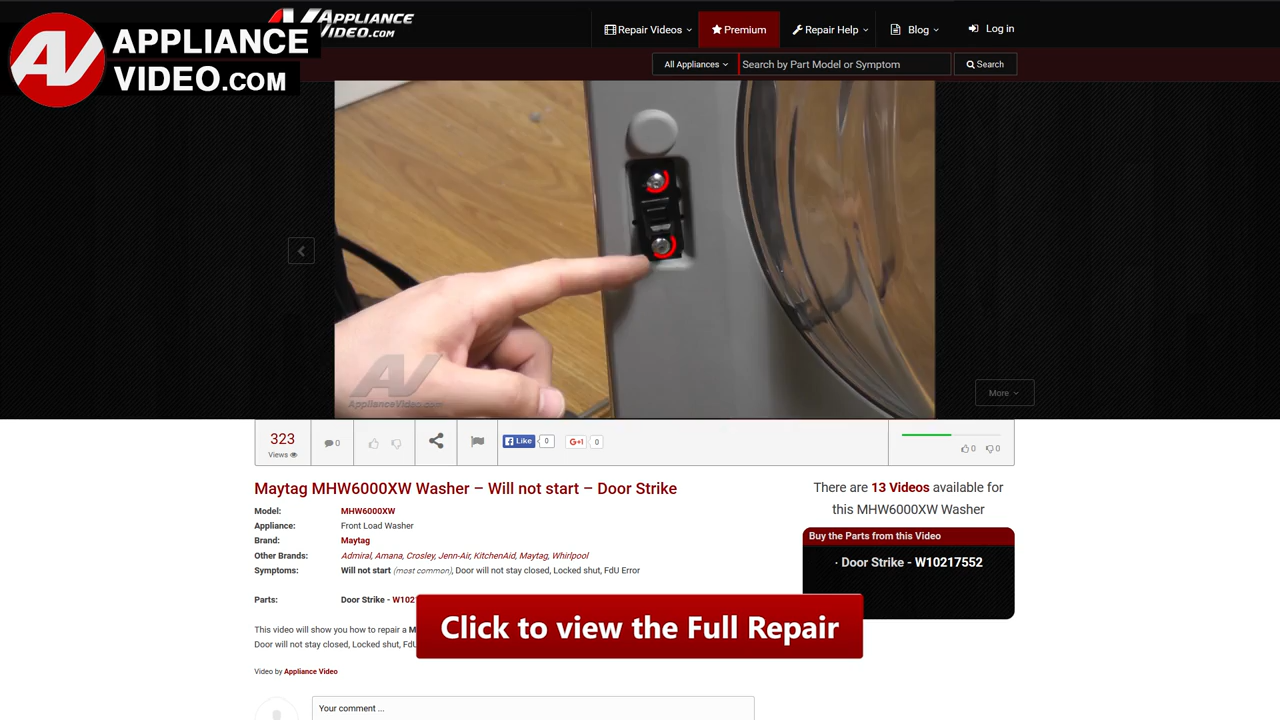 APPLIANCE
VIDEO.COM
APPLIANCE
VIDEO.COM
Repair Videos
Premium
Repair Help
Blog
Log in
All Appliances
Search by Part Model or Symptom
Search
ApplianceVideo.com
More
323
Views
0
Like
0
G+1
0
0
0
Maytag MHW6000XW Washer – Will not start – Door Strike
Model: MHW6000XW
Appliance: Front Load Washer
Brand: Maytag
Other Brands: Admiral, Amana, Crosley, Jenn-Air, KitchenAid, Maytag, Whirlpool
Symptoms: Will not start (most common), Door will not stay closed, Locked shut, FdU Error
Parts: Door Strike - W102
This video will show you how to repair a M
Door will not stay closed, Locked shut, FdU
Video by Appliance Video
Your comment ...
There are 13 Videos available for
this MHW6000XW Washer
Buy the Parts from this Video
· Door Strike - W10217552
Click to view the Full Repair